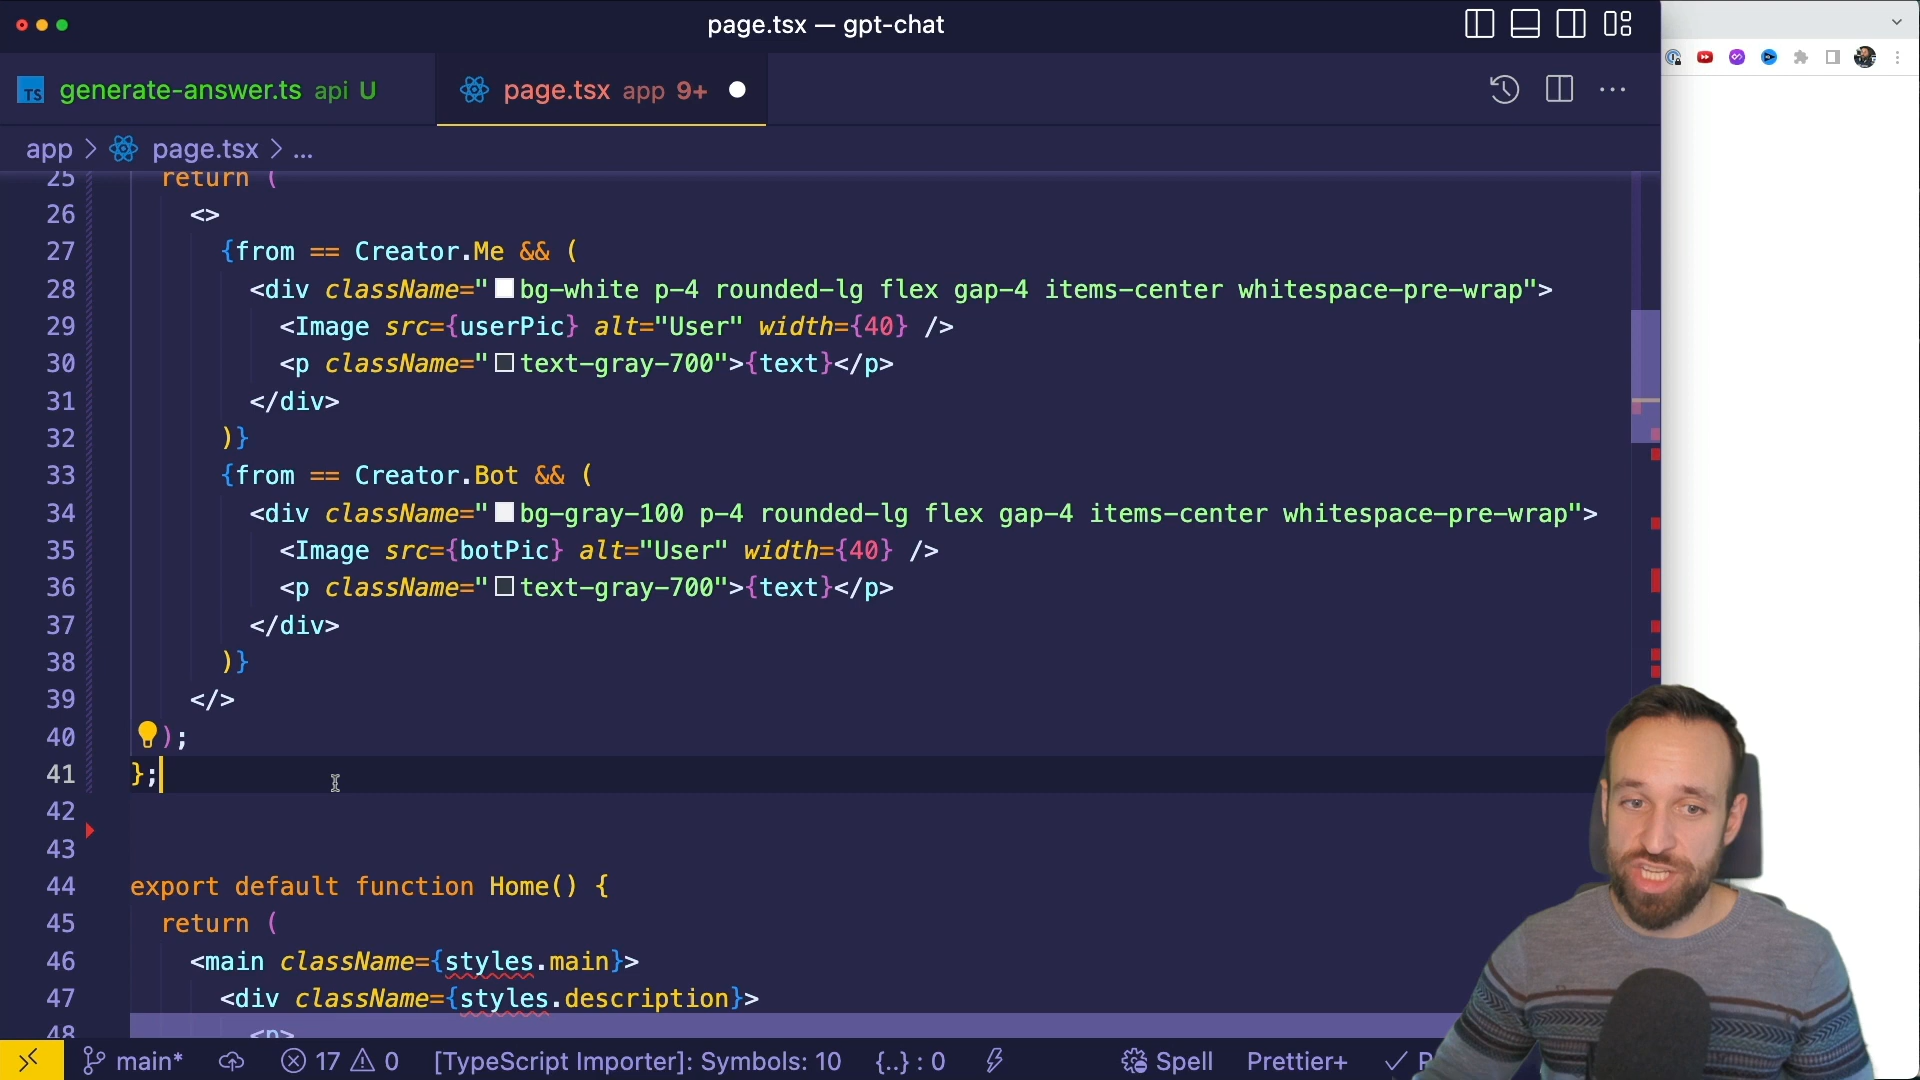 page.tsx — gpt-chat
TS generate-answer.ts api U
page.tsx app 9+
app > page.tsx > ...
25 return (
26 <>
27 {from == Creator.Me && (
28 <div className="bg-white p-4 rounded-lg flex gap-4 items-center whitespace-pre-wrap">
29 <Image src={userPic} alt="User" width={40} />
30 <p className="text-gray-700">{text}</p>
31 </div>
32 )}
33 {from == Creator.Bot && (
34 <div className="bg-gray-100 p-4 rounded-lg flex gap-4 items-center whitespace-pre-wrap">
35 <Image src={botPic} alt="User" width={40} />
36 <p className="text-gray-700">{text}</p>
37 </div>
38 )}
39 </>
40 );
41 };
42
43
44 export default function Home() {
45 return (
46 <main className={styles.main}>
47 <div className={styles.description}>
48 <p>
main* 17 0 [TypeScript Importer]: Symbols: 10 {..} : 0 Spell Prettier+